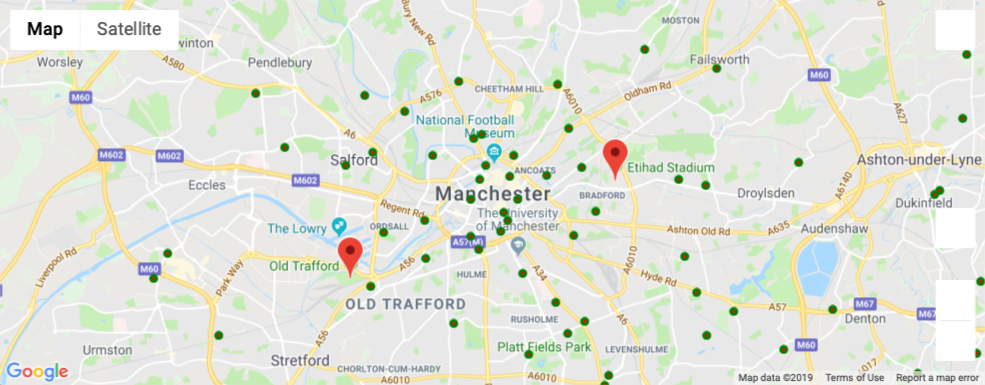 Map
Satellite
Swinton
Worsley
Pendlebury
A580
M60
A576
A6
Bury New Rd
CHEETHAM HILL
A6010
Oldham Rd
MOSTON
Failsworth
M60
A627
National Football
Museum
Salford
M602
M602
M602
Eccles
Regent Rd
ORDSALL
The Lowry
Manchester
ANCOATS
The University
of Manchester
Etihad Stadium
BRADFORD
Droylsden
Ashton-under-Lyne
A6140
Dukinfield
A635
Audenshaw
Ashton Old Rd
A6010
A57(M)
Old Trafford
A56
Liverpool Rd
M60
Park Way
HULME
A34
Hyde Rd
A57
M67
M67
Denton
OLD TRAFFORD
RUSHOLME
A6
A56
Platt Fields Park
LEVENSHULME
M60
Urmston
Stretford
CHORLTON-CUM-HARDY
A6010
A6010
Google
Map data ©2019
Terms of Use
Report a map error